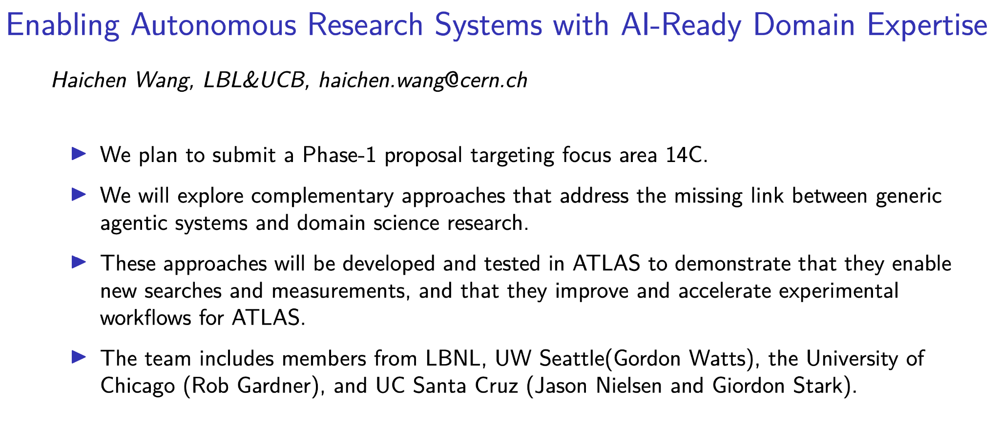 Enabling Autonomous Research Systems with AI-Ready Domain Expertise
Haichen Wang, LBL&UCB, haichen.wang@cern.ch
▶ We plan to submit a Phase-1 proposal targeting focus area 14C.
▶ We will explore complementary approaches that address the missing link between generic
agentic systems and domain science research.
▶ These approaches will be developed and tested in ATLAS to demonstrate that they enable
new searches and measurements, and that they improve and accelerate experimental
workflows for ATLAS.
▶ The team includes members from LBNL, UW Seattle(Gordon Watts), the University of
Chicago (Rob Gardner), and UC Santa Cruz (Jason Nielsen and Giordon Stark).